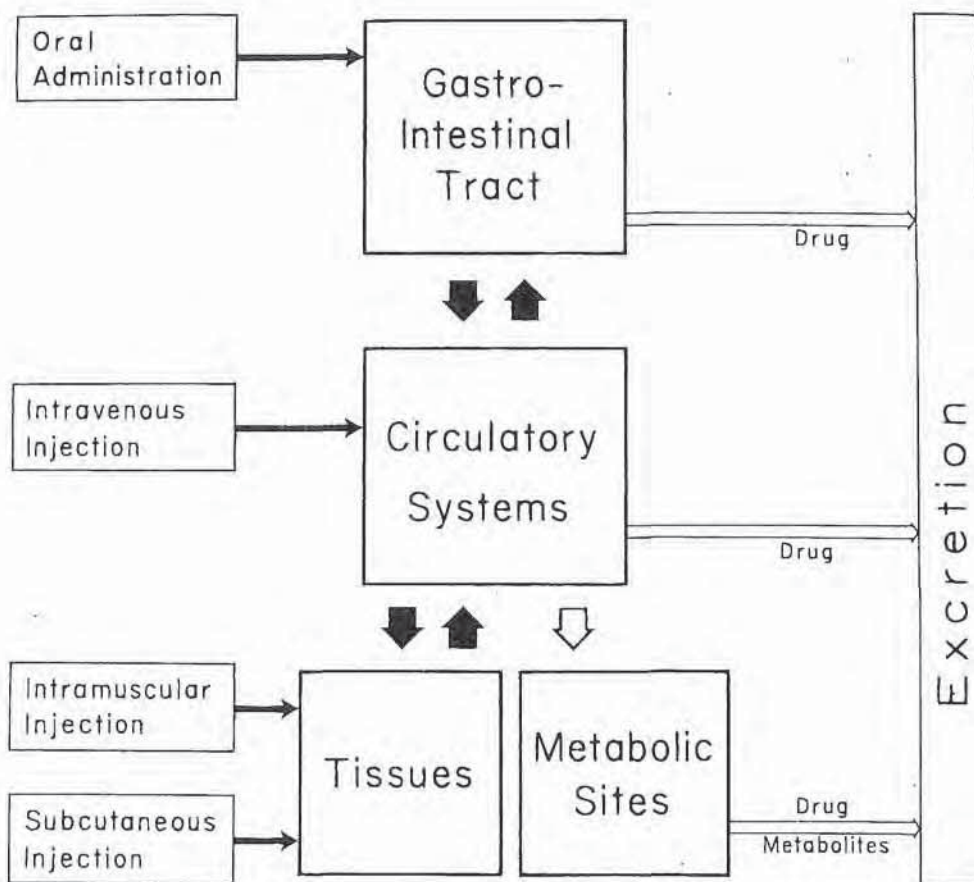 Oral
Administration
Gastro-
Intestinal
Tract
Drug
Intravenous
Injection
Circulatory
Systems
Drug
Excretion
Intramuscular
Injection
Tissues
Metabolic
Sites
Subcutaneous
Injection
Drug
Metabolites